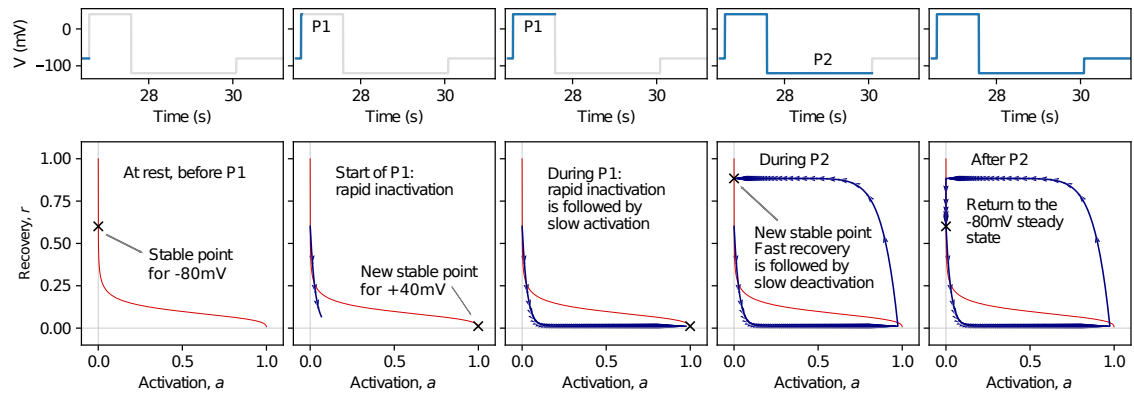 V (mV)
0
−100
P1
P1
P2
28
30
28
30
28
30
28
30
28
30
Time (s)
Time (s)
Time (s)
Time (s)
Time (s)
Recovery, r
1.00
0.75
0.50
0.25
0.00
At rest, before P1
Stable point
for -80mV
Start of P1:
rapid inactivation
New stable point
for +40mV
During P1:
rapid inactivation
is followed by
slow activation
During P2
New stable point
Fast recovery
is followed by
slow deactivation
After P2
Return to the
-80mV steady
state
0.0
0.5
1.0
0.0
0.5
1.0
0.0
0.5
1.0
0.0
0.5
1.0
0.0
0.5
1.0
Activation, a
Activation, a
Activation, a
Activation, a
Activation, a